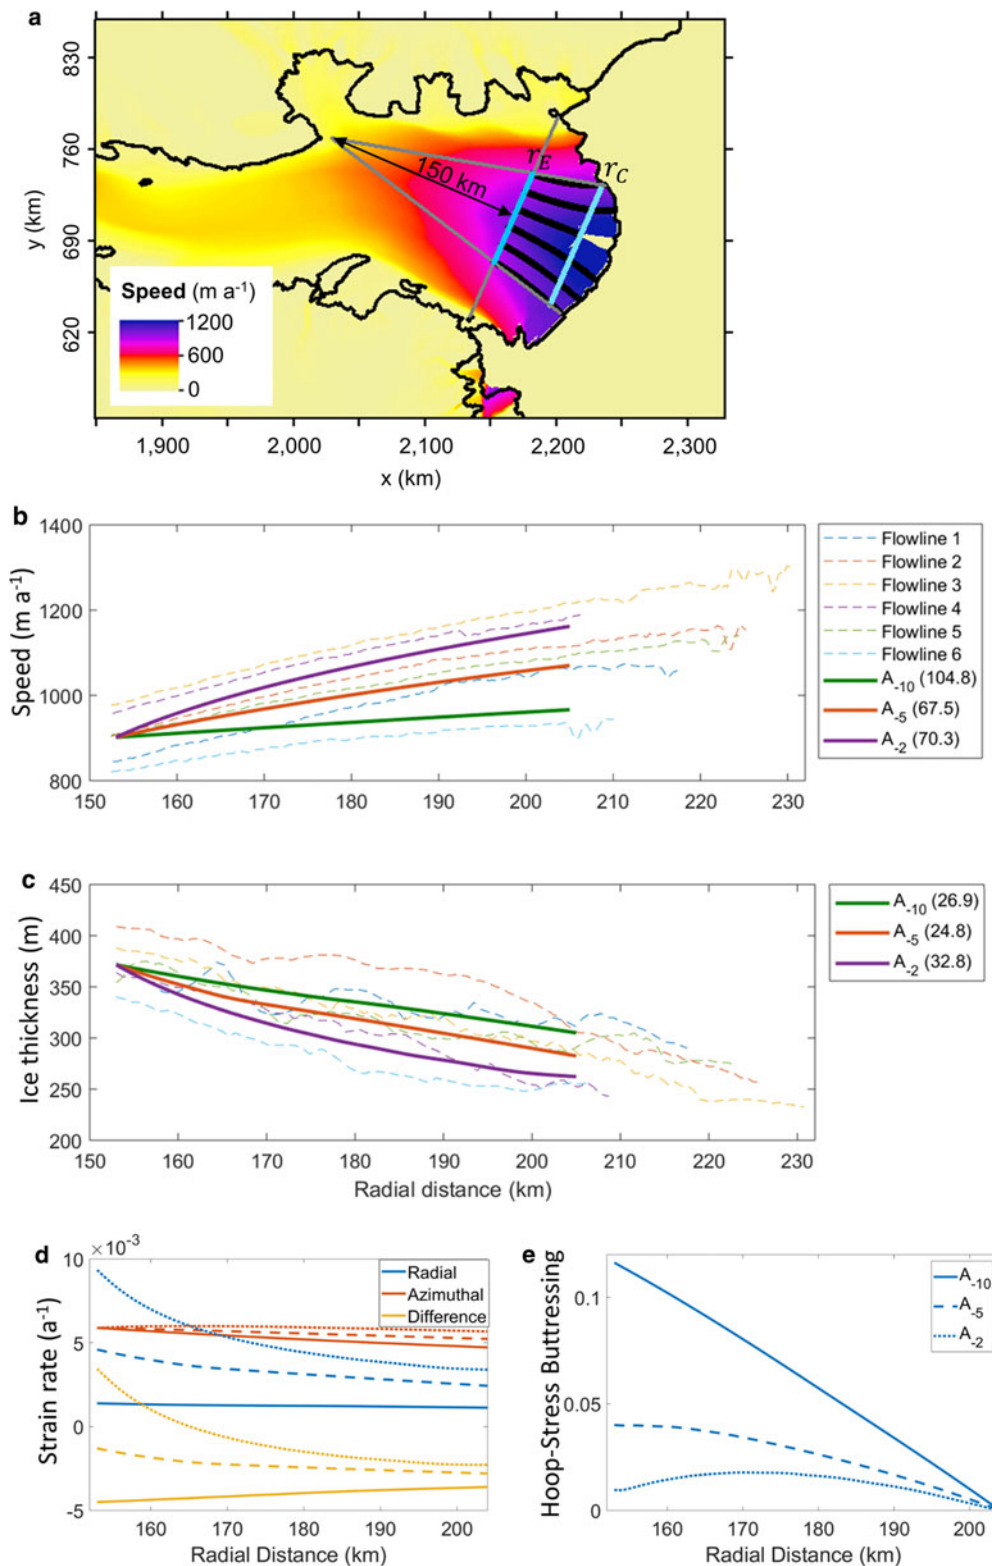 a
830
760
690
620
y (km)
r_E
r_C
150 km
Speed (m a⁻¹)
1200
600
0
1,900
2,000
2,100
2,200
2,300
x (km)
b
1400
1200
1000
800
Speed (m a⁻¹)
150
160
170
180
190
200
210
220
230
Flowline 1
Flowline 2
Flowline 3
Flowline 4
Flowline 5
Flowline 6
A₋₁₀ (104.8)
A₋₅ (67.5)
A₋₂ (70.3)
c
450
400
350
300
250
200
Ice thickness (m)
150
160
170
180
190
200
210
220
230
Radial distance (km)
A₋₁₀ (26.9)
A₋₅ (24.8)
A₋₂ (32.8)
d
×10⁻³
10
5
0
-5
Strain rate (a⁻¹)
Radial
Azimuthal
Difference
160
170
180
190
200
Radial Distance (km)
e
0.1
0.05
0
Hoop-Stress Buttressing
A₋₁₀
A₋₅
A₋₂
160
170
180
190
200
Radial Distance (km)